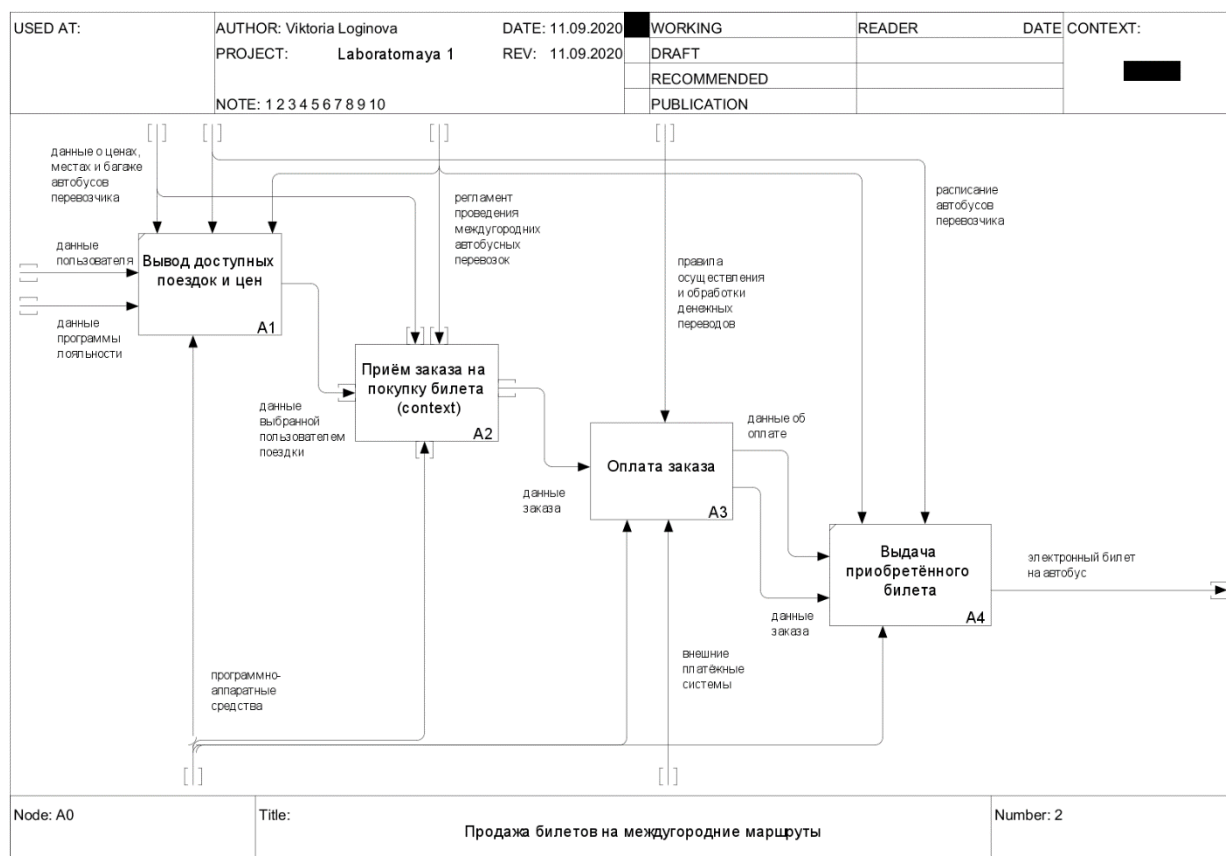 USED AT:
AUTHOR: Viktoria Loginova
DATE: 11.09.2020
WORKING
READER
DATE
CONTEXT:
PROJECT: Laboratornaya 1
REV: 11.09.2020
DRAFT
RECOMMENDED
NOTE: 1 2 3 4 5 6 7 8 9 10
PUBLICATION
данные о ценах,
местах и багаже
автобусов
перевозчика
регламент
проведения
междугородних
автобусных
перевозок
расписание
автобусов
перевозчика
данные
пользователя
Вывод доступных
поездок и цен
A1
данные
программы
лояльности
правила
осуществления
и обработки
денежных
переводов
Приём заказа на
покупку билета
(context)
A2
данные
выбранной
пользователем
поездки
данные об
оплате
Оплата заказа
A3
данные
заказа
Выдача
приобретённого
билета
A4
электронный билет
на автобус
данные
заказа
внешние
платёжные
системы
программно-
аппаратные
средства
Node: A0
Title:
Продажа билетов на междугородние маршруты
Number: 2